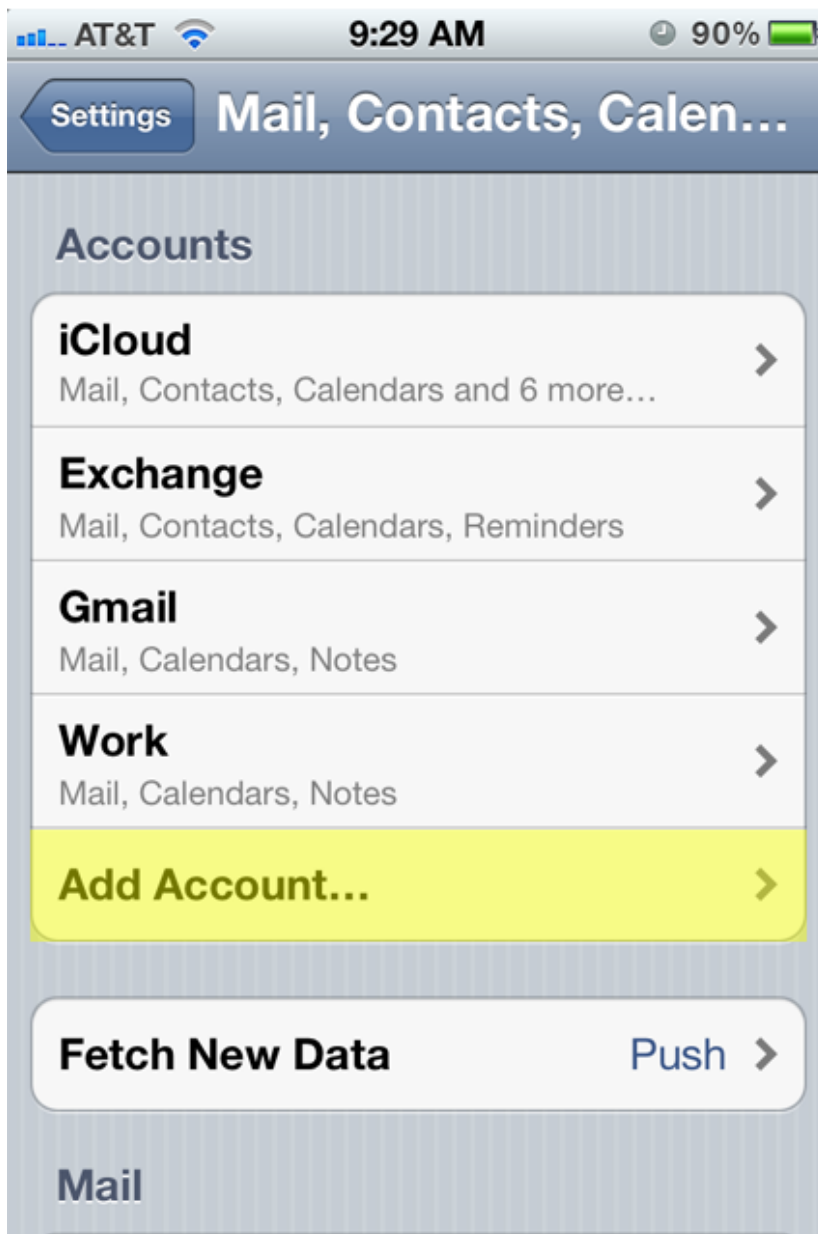 AT&T 9:29 AM 90%
Settings Mail, Contacts, Calen...
Accounts
iCloud
Mail, Contacts, Calendars and 6 more...
Exchange
Mail, Contacts, Calendars, Reminders
Gmail
Mail, Calendars, Notes
Work
Mail, Calendars, Notes
Add Account...
Fetch New Data Push
Mail